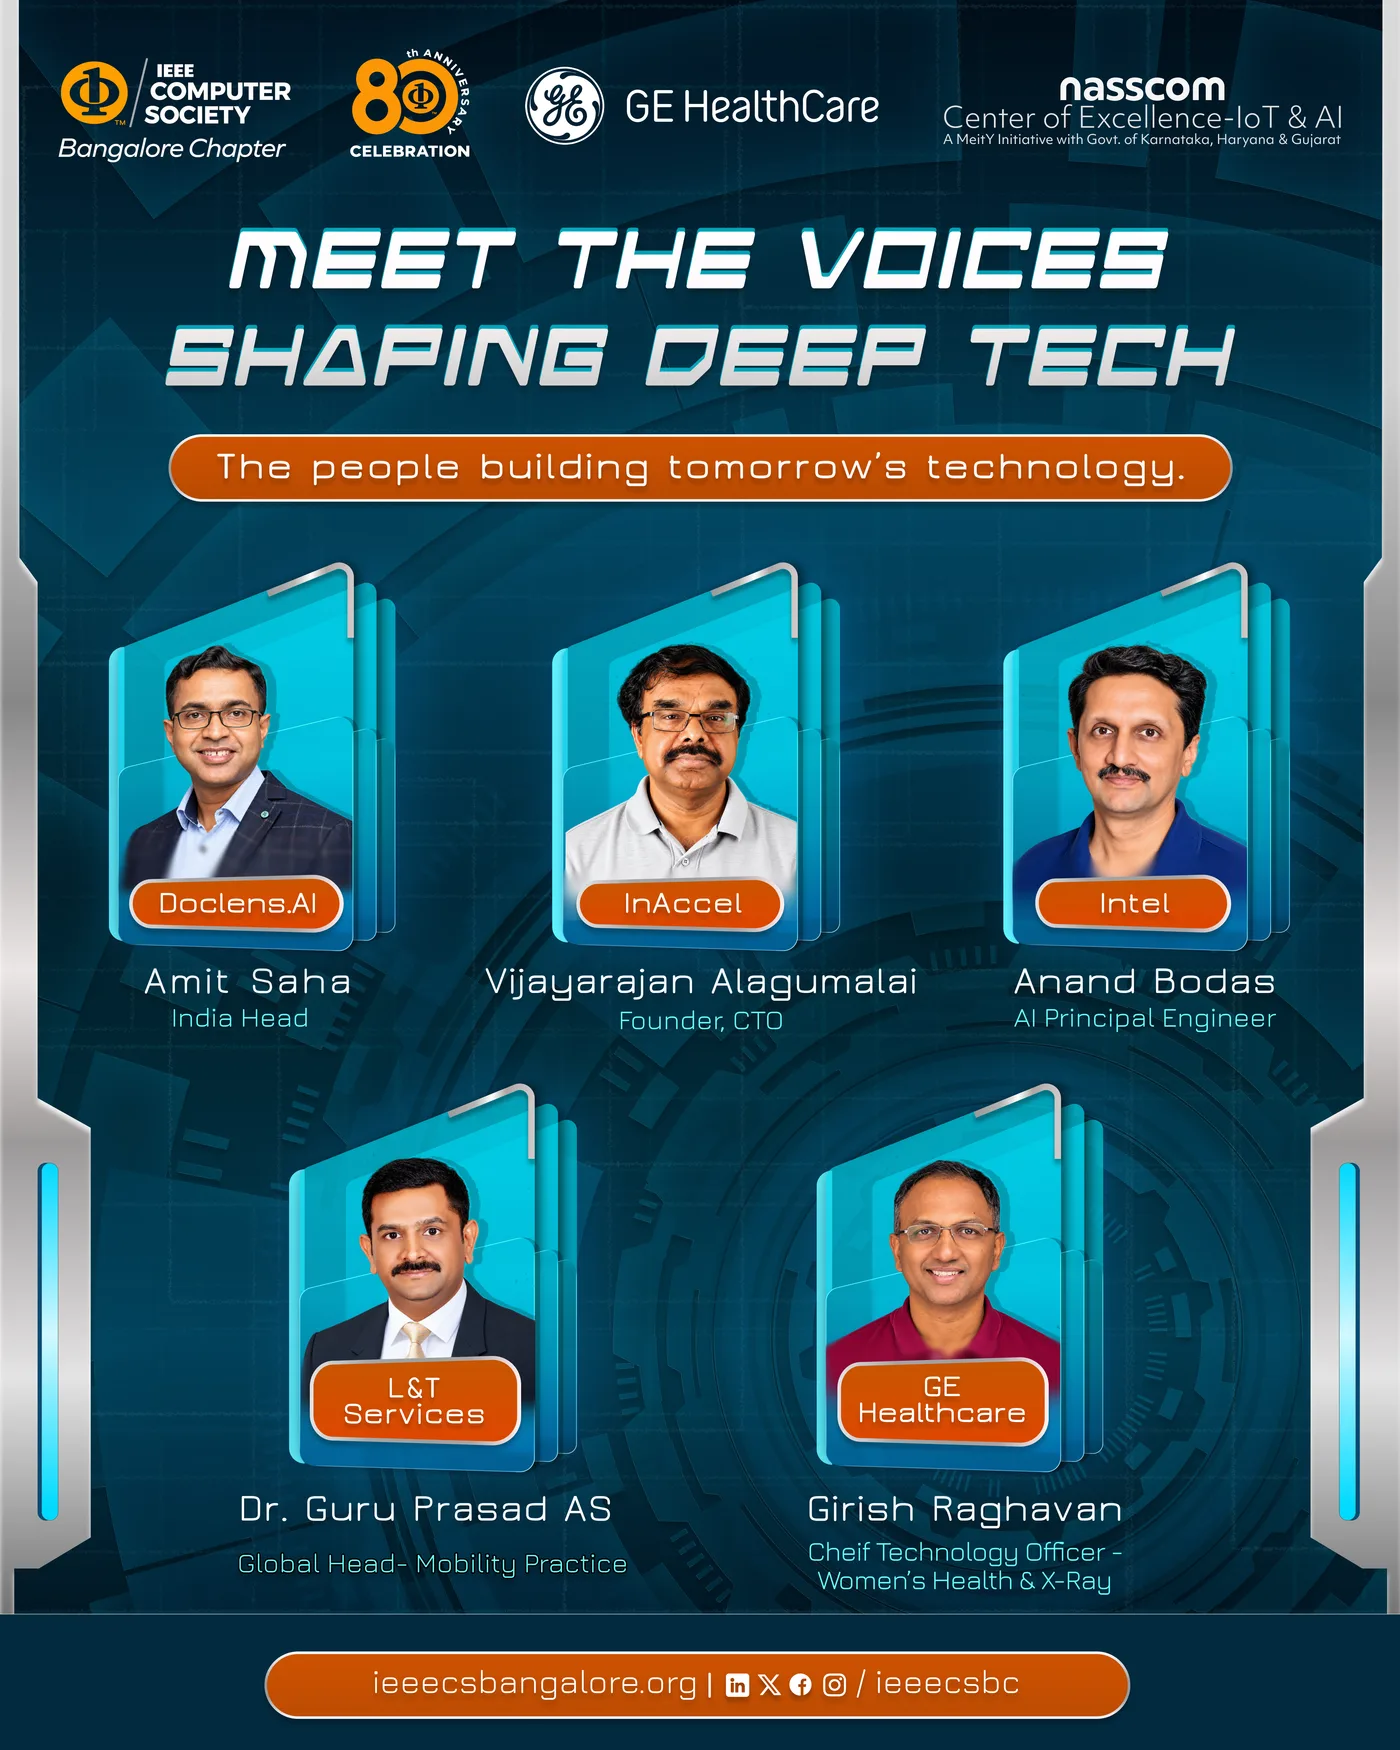 IEEE
COMPUTER
SOCIETY
TM
Bangalore Chapter
80
th ANNIVERSARY
CELEBRATION
GE HealthCare
nasscom
Center of Excellence-IoT & AI
A MeitY Initiative with Govt. of Karnataka, Haryana & Gujarat
MEET THE VOICES
SHAPING DEEP TECH
The people building tomorrow's technology.
Doclens.AI
Amit Saha
India Head
InAccel
Vijayarajan Alagumalai
Founder, CTO
Intel
Anand Bodas
AI Principal Engineer
L&T
Services
Dr. Guru Prasad AS
Global Head- Mobility Practice
GE
Healthcare
Girish Raghavan
Cheif Technology Officer -
Women's Health & X-Ray
ieeecsbangalore.org | / ieeecsbc